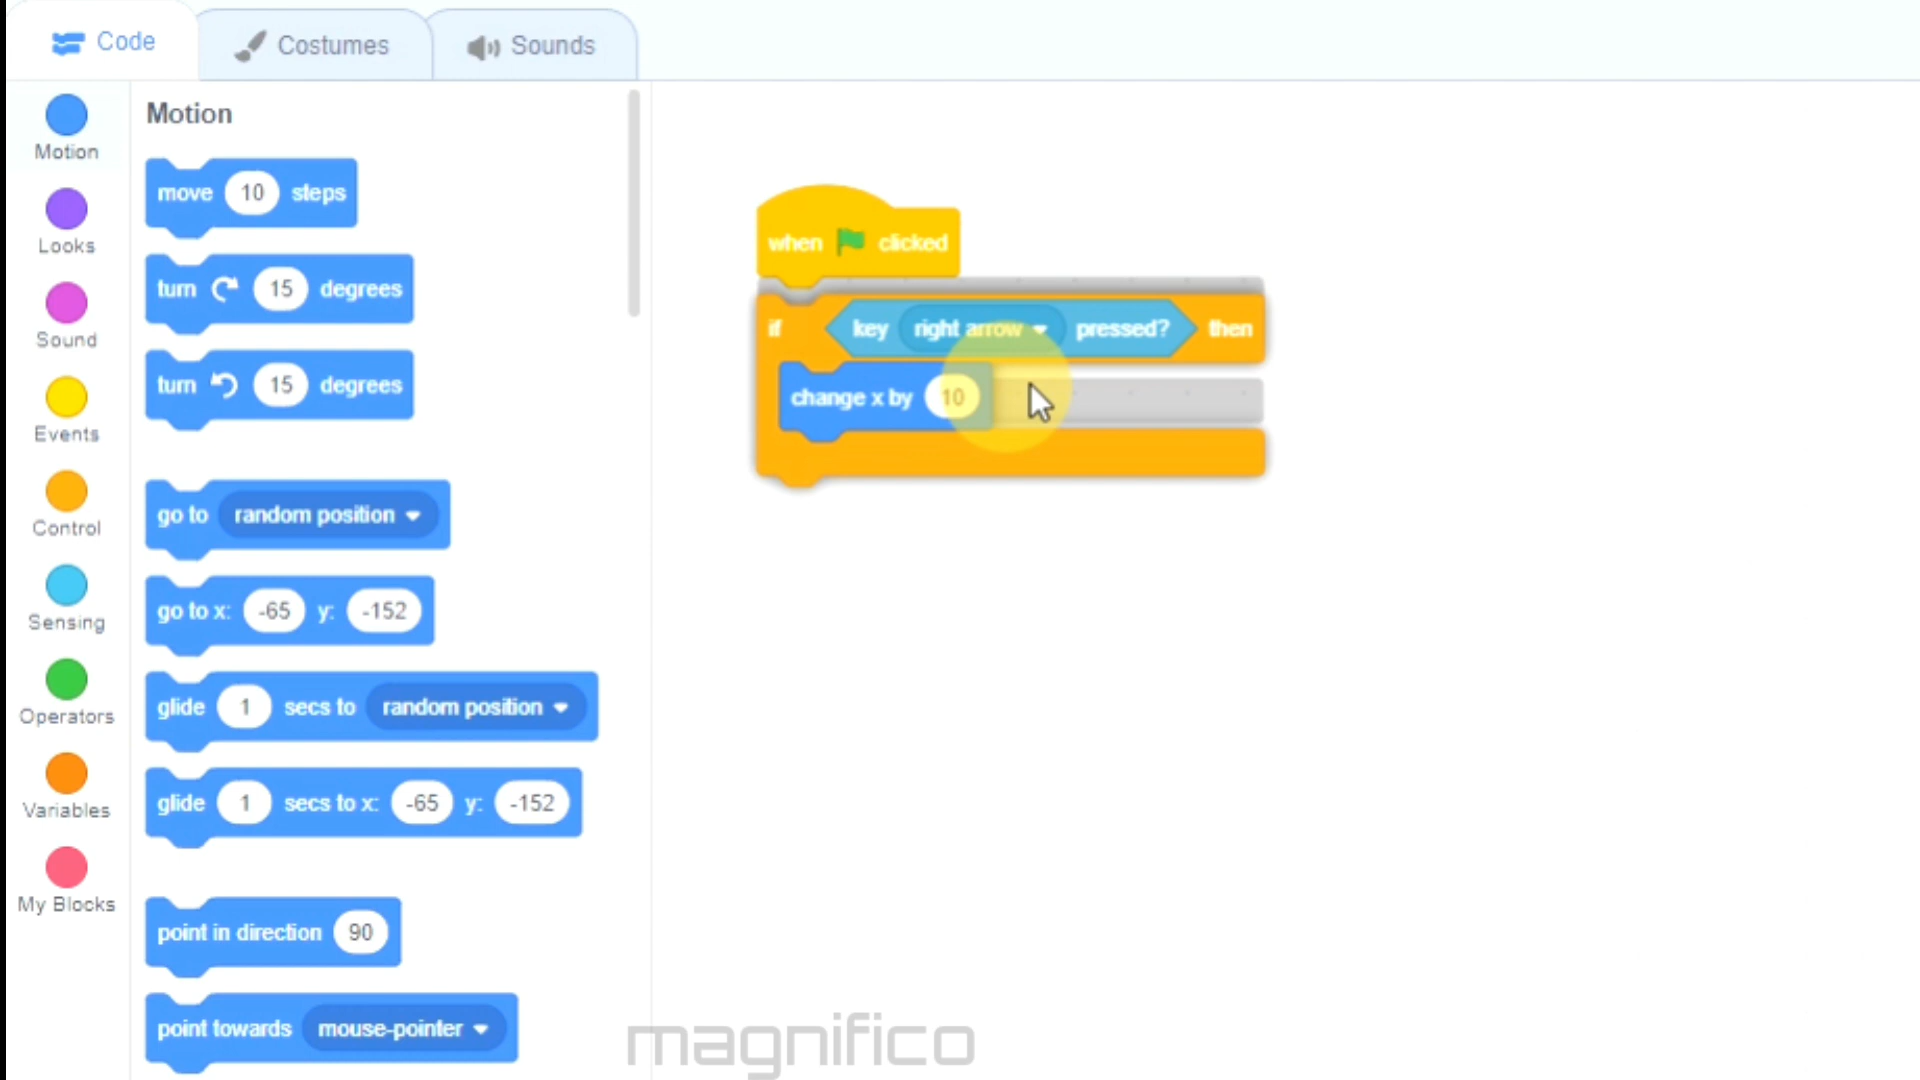 Code
Costumes
Sounds
Motion
Looks
Sound
Events
Control
Sensing
Operators
Variables
My Blocks
Motion
move 10 steps
turn 15 degrees
turn 15 degrees
go to random position
go to x: -65 y: -152
glide 1 secs to random position
glide 1 secs to x: -65 y: -152
point in direction 90
point towards mouse-pointer
when clicked
if key right arrow pressed? then
change x by 10
magnifico